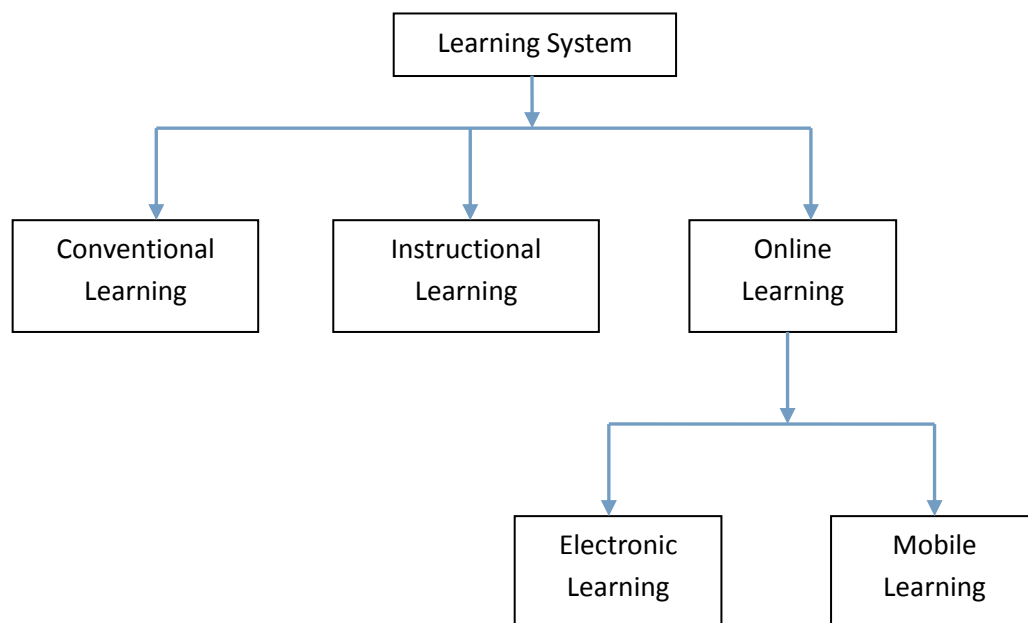 Learning System
Conventional
Learning
Instructional
Learning
Online
Learning
Electronic
Learning
Mobile
Learning